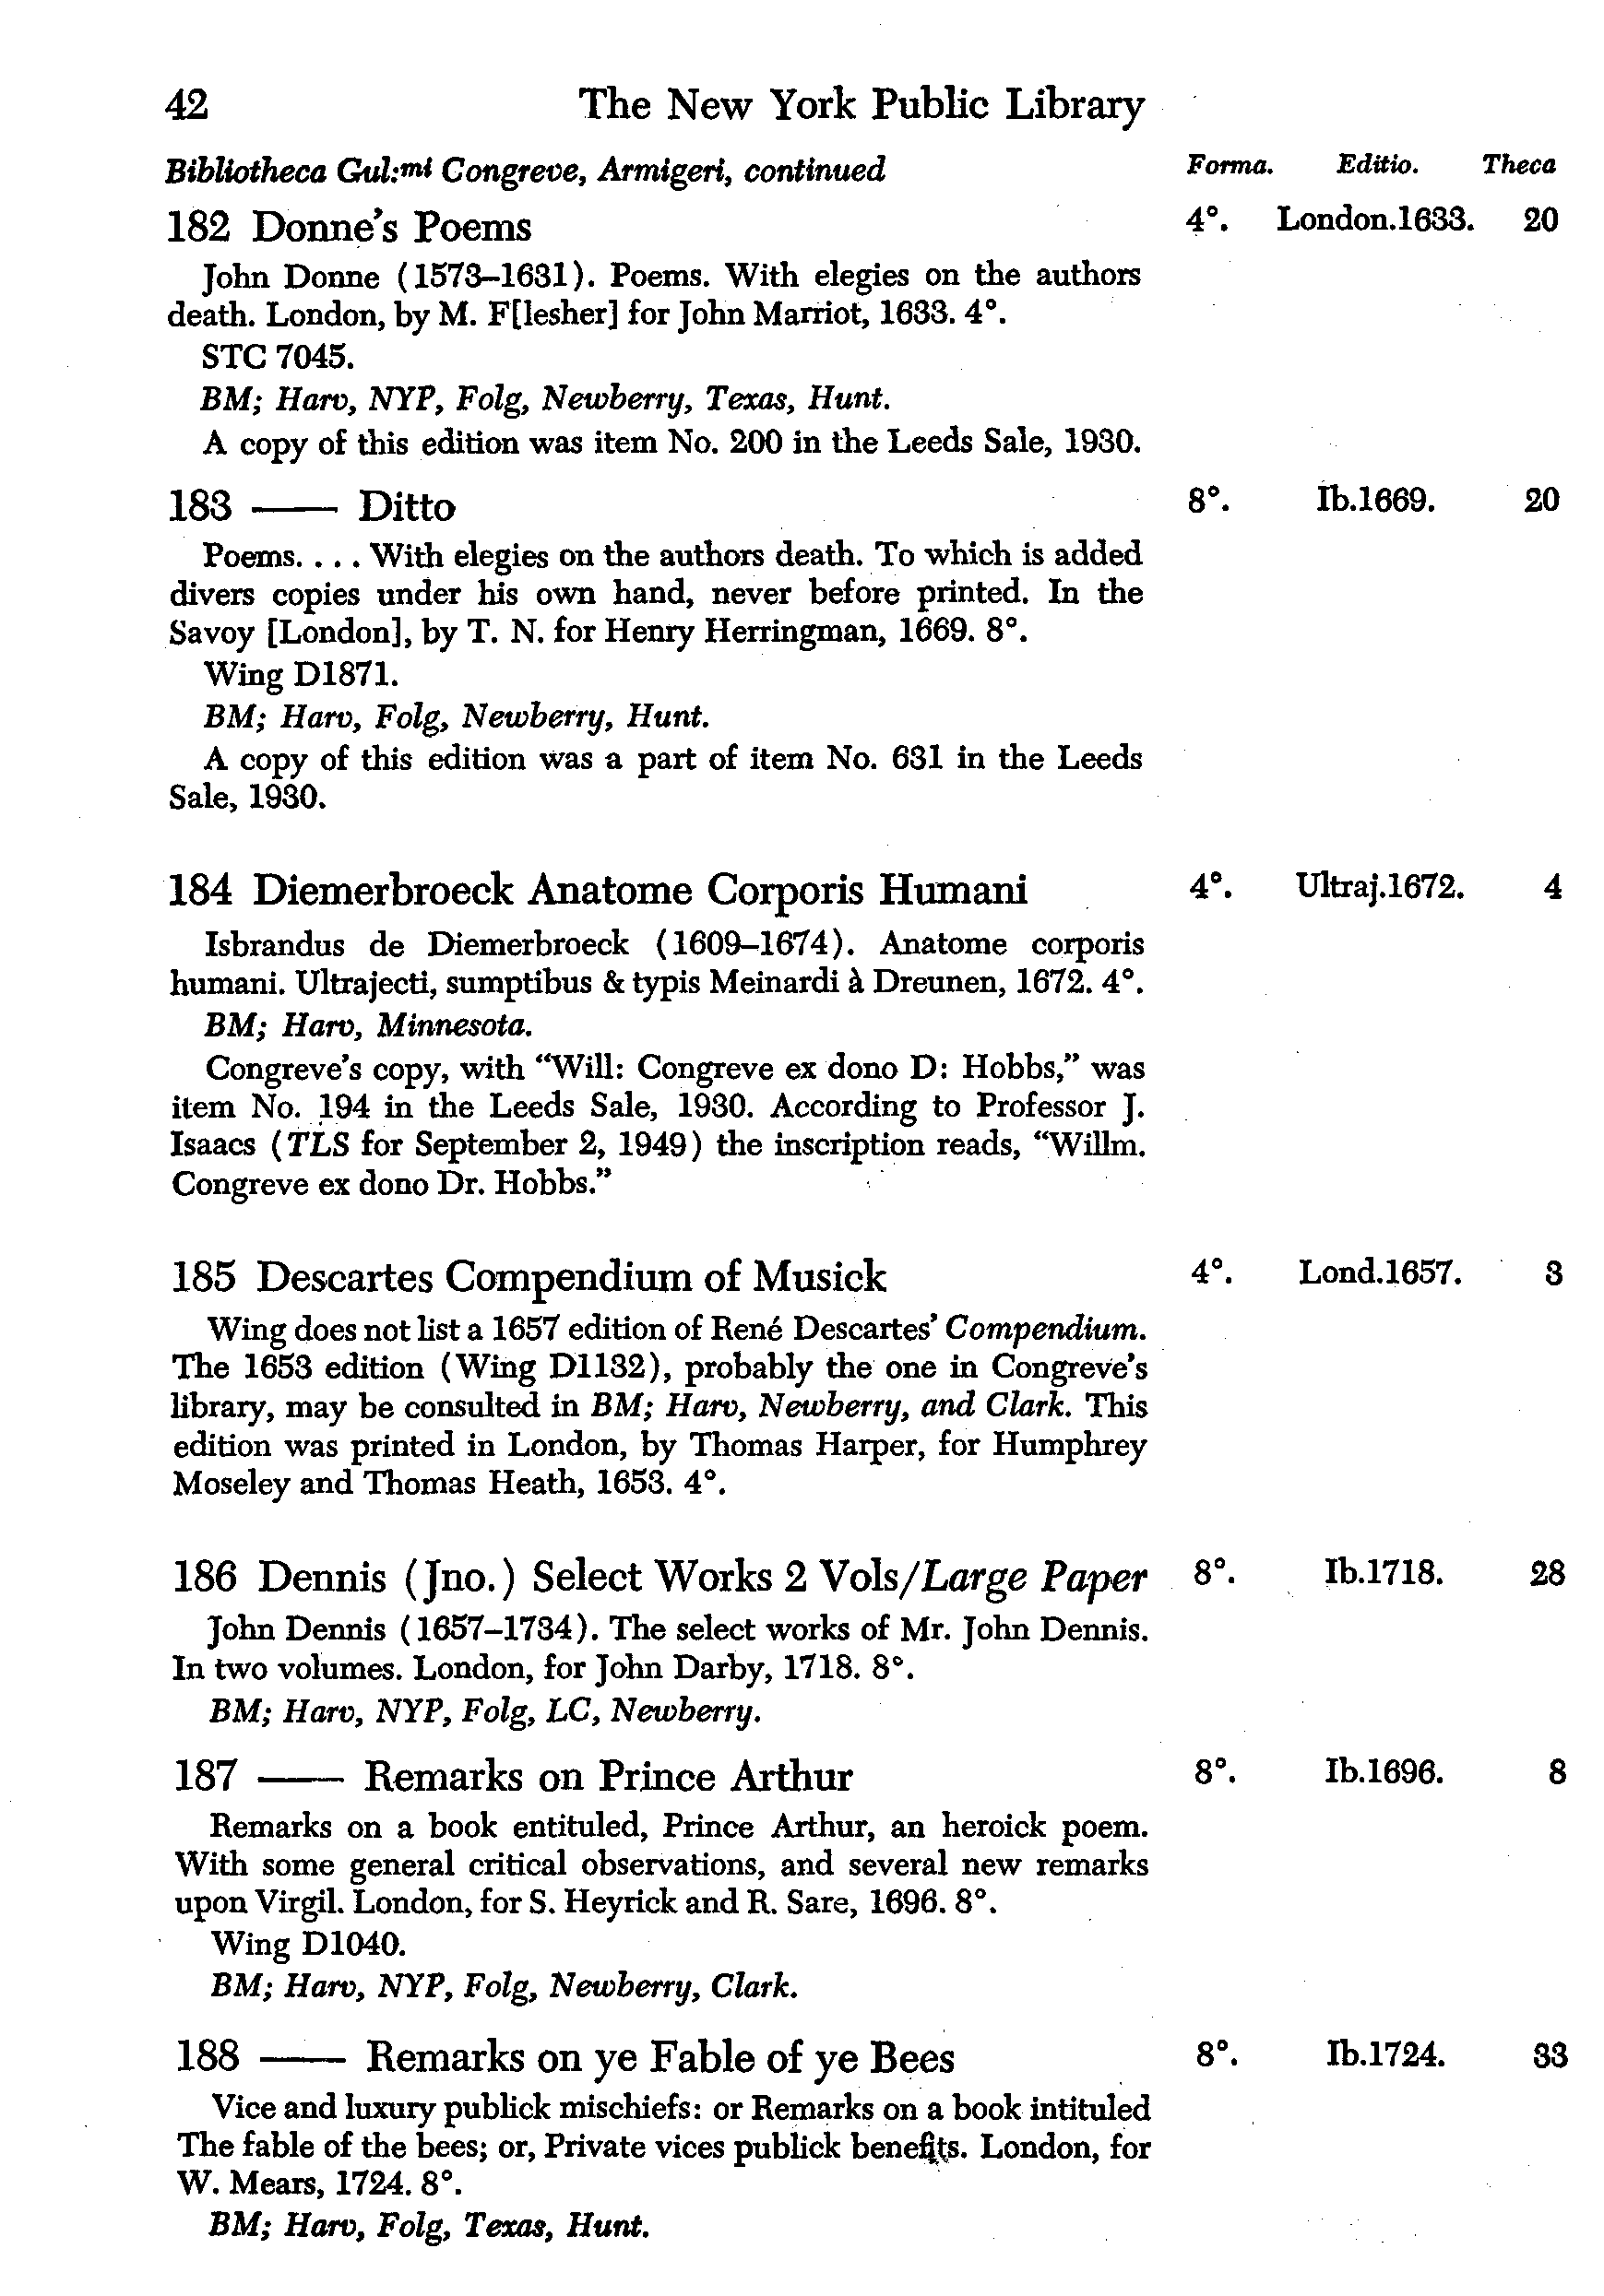 42 The New York Public Library
Bibliotheca Gul:mi Congreve, Armigeri, continued Forma. Editio. Theca
182 Donne's Poems 4°. London.1633. 20
John Donne (1573–1631). Poems. With elegies on the authors
death. London, by M. F[lesher] for John Marriot, 1633. 4°.
STC 7045.
BM; Harv, NYP, Folg, Newberry, Texas, Hunt.
A copy of this edition was item No. 200 in the Leeds Sale, 1930.
183 —— Ditto 8°. Ib.1669. 20
Poems. . . . With elegies on the authors death. To which is added
divers copies under his own hand, never before printed. In the
Savoy [London], by T. N. for Henry Herringman, 1669. 8°.
Wing D1871.
BM; Harv, Folg, Newberry, Hunt.
A copy of this edition was a part of item No. 631 in the Leeds
Sale, 1930.
184 Diemerbroeck Anatome Corporis Humani 4°. Ultraj.1672. 4
Isbrandus de Diemerbroeck (1609–1674). Anatome corporis
humani. Ultrajecti, sumptibus & typis Meinardi à Dreunen, 1672. 4°.
BM; Harv, Minnesota.
Congreve's copy, with "Will: Congreve ex dono D: Hobbs," was
item No. 194 in the Leeds Sale, 1930. According to Professor J.
Isaacs (TLS for September 2, 1949) the inscription reads, "Willm.
Congreve ex dono Dr. Hobbs."
185 Descartes Compendium of Musick 4°. Lond.1657. 3
Wing does not list a 1657 edition of René Descartes' Compendium.
The 1653 edition (Wing D1132), probably the one in Congreve's
library, may be consulted in BM; Harv, Newberry, and Clark. This
edition was printed in London, by Thomas Harper, for Humphrey
Moseley and Thomas Heath, 1653. 4°.
186 Dennis (Jno.) Select Works 2 Vols/Large Paper 8°. Ib.1718. 28
John Dennis (1657–1734). The select works of Mr. John Dennis.
In two volumes. London, for John Darby, 1718. 8°.
BM; Harv, NYP, Folg, LC, Newberry.
187 —— Remarks on Prince Arthur 8°. Ib.1696. 8
Remarks on a book entituled, Prince Arthur, an heroick poem.
With some general critical observations, and several new remarks
upon Virgil. London, for S. Heyrick and R. Sare, 1696. 8°.
Wing D1040.
BM; Harv, NYP, Folg, Newberry, Clark.
188 —— Remarks on ye Fable of ye Bees 8°. Ib.1724. 33
Vice and luxury publick mischiefs: or Remarks on a book intituled
The fable of the bees; or, Private vices publick benefits. London, for
W. Mears, 1724. 8°.
BM; Harv, Folg, Texas, Hunt.